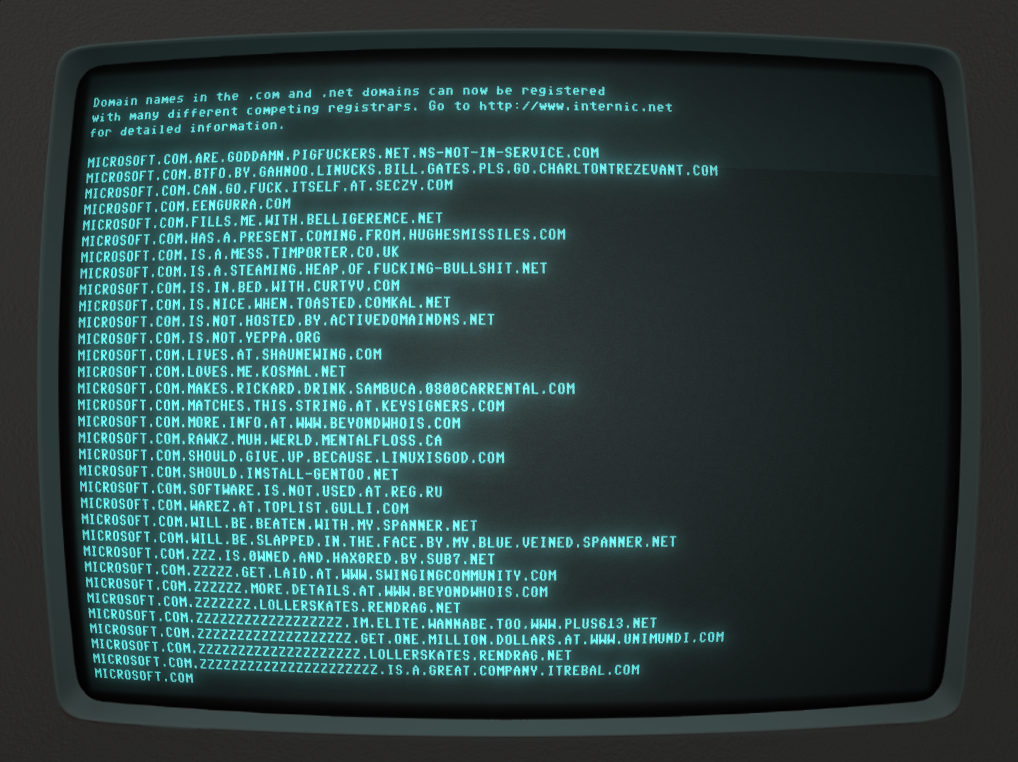 Domain names in the .com and .net domains can now be registered
with many different competing registrars. Go to http://www.internic.net
for detailed information.
MICROSOFT.COM.ARE.GODDAMN.PIGFUCKERS.NET.NS-NOT-IN-SERVICE.COM
MICROSOFT.COM.BTFO.BY.GAHNOO.LINUCKS.BILL.GATES.PLS.GO.CHARLTONTREZEVANT.COM
MICROSOFT.COM.CAN.GO.FUCK.ITSELF.AT.SECZY.COM
MICROSOFT.COM.EENGURRA.COM
MICROSOFT.COM.FILLS.ME.WITH.BELLIGERENCE.NET
MICROSOFT.COM.HAS.A.PRESENT.COMING.FROM.HUGHESMISSILES.COM
MICROSOFT.COM.IS.A.MESS.TIMPORTER.CO.UK
MICROSOFT.COM.IS.A.STEAMING.HEAP.OF.FUCKING-BULLSHIT.NET
MICROSOFT.COM.IS.IN.BED.WITH.CURTYV.COM
MICROSOFT.COM.IS.NICE.WHEN.TOASTED.COMKAL.NET
MICROSOFT.COM.IS.NOT.HOSTED.BY.ACTIVEDOMAINDNS.NET
MICROSOFT.COM.IS.NOT.YEPPA.ORG
MICROSOFT.COM.LIVES.AT.SHAUNEWING.COM
MICROSOFT.COM.LOVES.ME.KOSMAL.NET
MICROSOFT.COM.MAKES.RICKARD.DRINK.SAMBUCA.0800CARRENTAL.COM
MICROSOFT.COM.MATCHES.THIS.STRING.AT.KEYSIGNERS.COM
MICROSOFT.COM.MORE.INFO.AT.WWW.BEYONDWHOIS.COM
MICROSOFT.COM.RAWKZ.MUH.WERLD.MENTALFLOSS.CA
MICROSOFT.COM.SHOULD.GIVE.UP.BECAUSE.LINUXISGOD.COM
MICROSOFT.COM.SHOULD.INSTALL-GENTOO.NET
MICROSOFT.COM.SOFTWARE.IS.NOT.USED.AT.REG.RU
MICROSOFT.COM.WAREZ.AT.TOPLIST.GULLI.COM
MICROSOFT.COM.WILL.BE.BEATEN.WITH.MY.SPANNER.NET
MICROSOFT.COM.WILL.BE.SLAPPED.IN.THE.FACE.BY.MY.BLUE.VEINED.SPANNER.NET
MICROSOFT.COM.ZZZ.IS.0WNED.AND.HAX0RED.BY.SUB7.NET
MICROSOFT.COM.ZZZZZ.GET.LAID.AT.WWW.SWINGINGCOMMUNITY.COM
MICROSOFT.COM.ZZZZZZ.MORE.DETAILS.AT.WWW.BEYONDWHOIS.COM
MICROSOFT.COM.ZZZZZZZ.LOLLERSKATES.RENDRAG.NET
MICROSOFT.COM.ZZZZZZZZZZZZZZZZZZ.IM.ELITE.WANNABE.TOO.WWW.PLUS613.NET
MICROSOFT.COM.ZZZZZZZZZZZZZZZZZZZ.GET.ONE.MILLION.DOLLARS.AT.WWW.UNIMUNDI.COM
MICROSOFT.COM.ZZZZZZZZZZZZZZZZZZZZ.LOLLERSKATES.RENDRAG.NET
MICROSOFT.COM.ZZZZZZZZZZZZZZZZZZZZZZ.IS.A.GREAT.COMPANY.ITREBAL.COM
MICROSOFT.COM